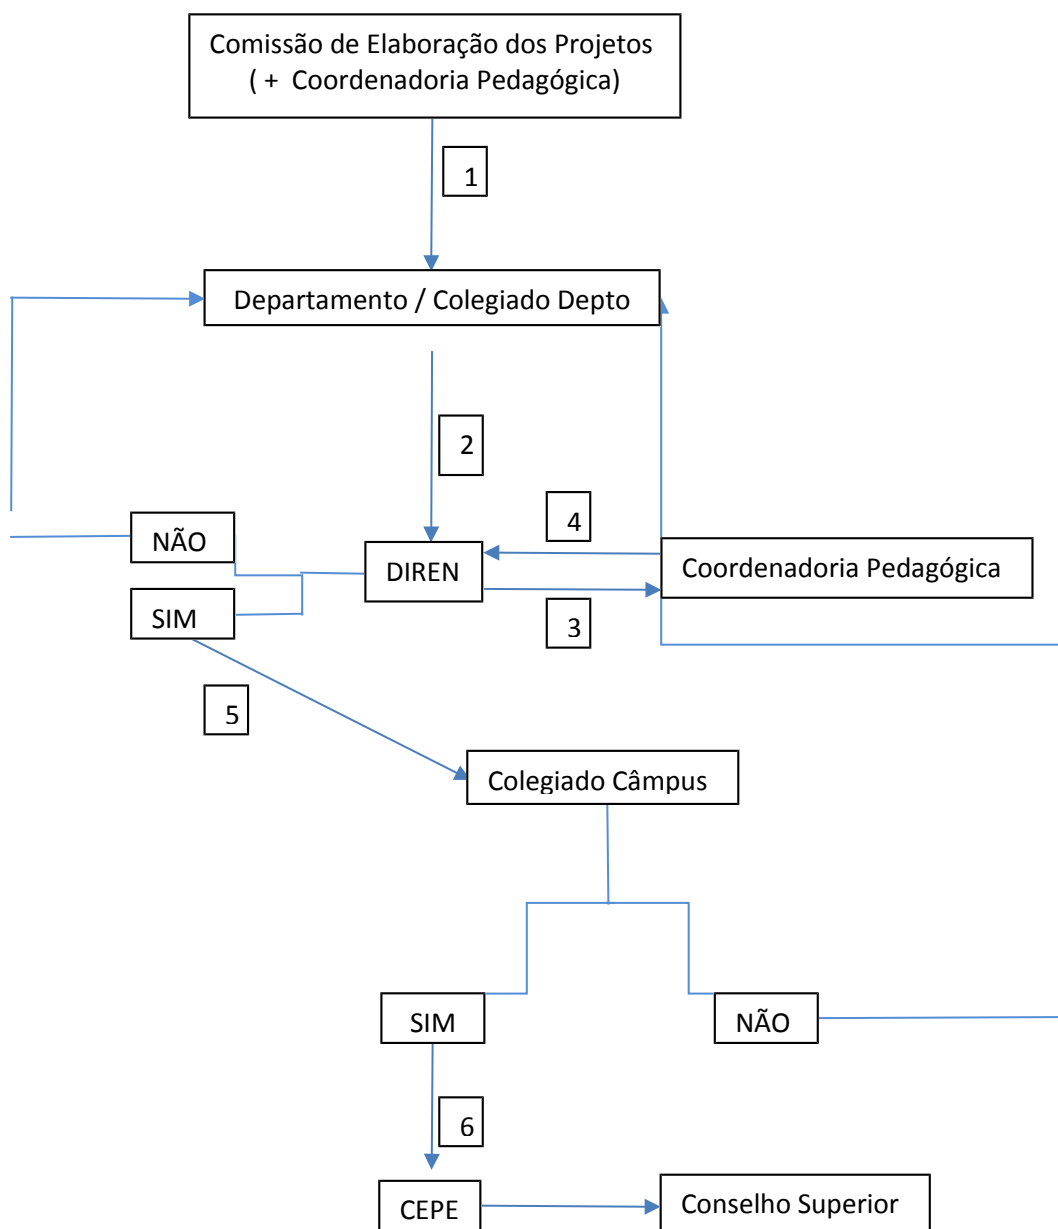 Comissão de Elaboração dos Projetos
( + Coordenadoria Pedagógica)
1
Departamento / Colegiado Depto
2
4
NÃO
DIREN
Coordenadoria Pedagógica
SIM
3
5
Colegiado Câmpus
SIM
NÃO
6
CEPE
Conselho Superior